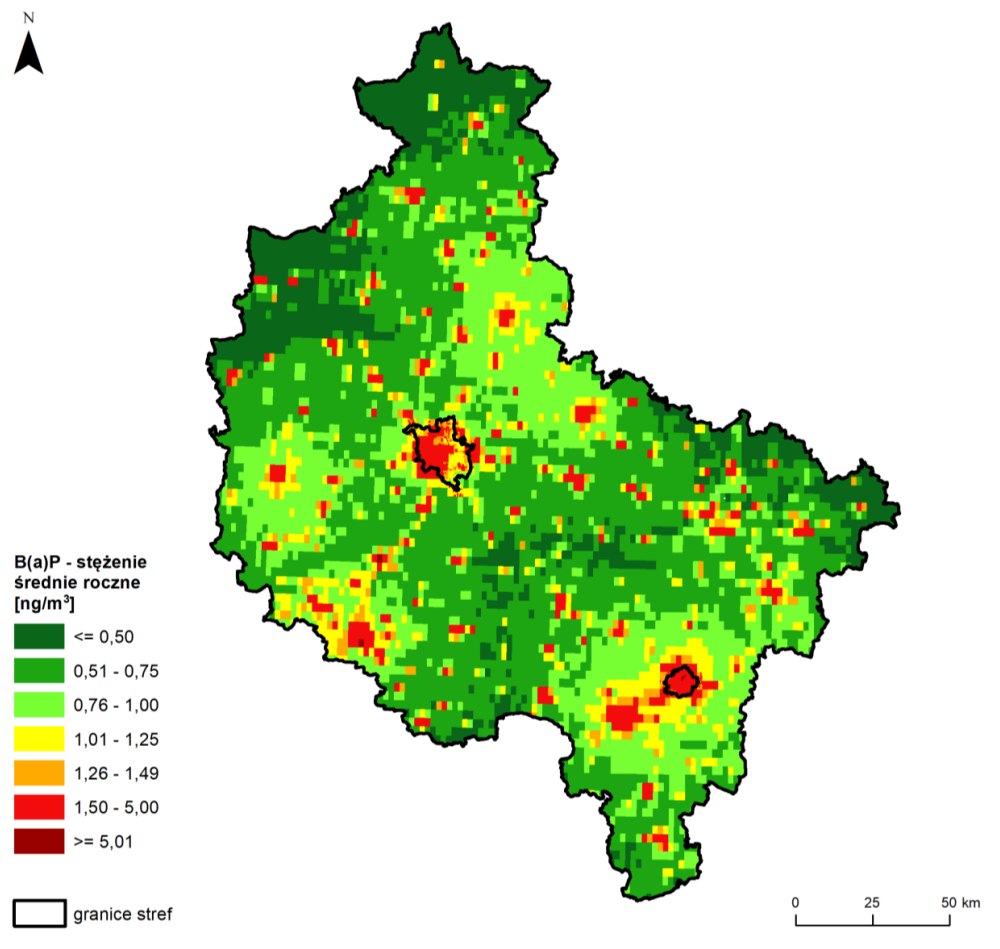 N
B(a)P - stężenie
średnie roczne
[ng/m³]
<= 0,50
0,51 - 0,75
0,76 - 1,00
1,01 - 1,25
1,26 - 1,49
1,50 - 5,00
>= 5,01
granice stref
0 25 50 km